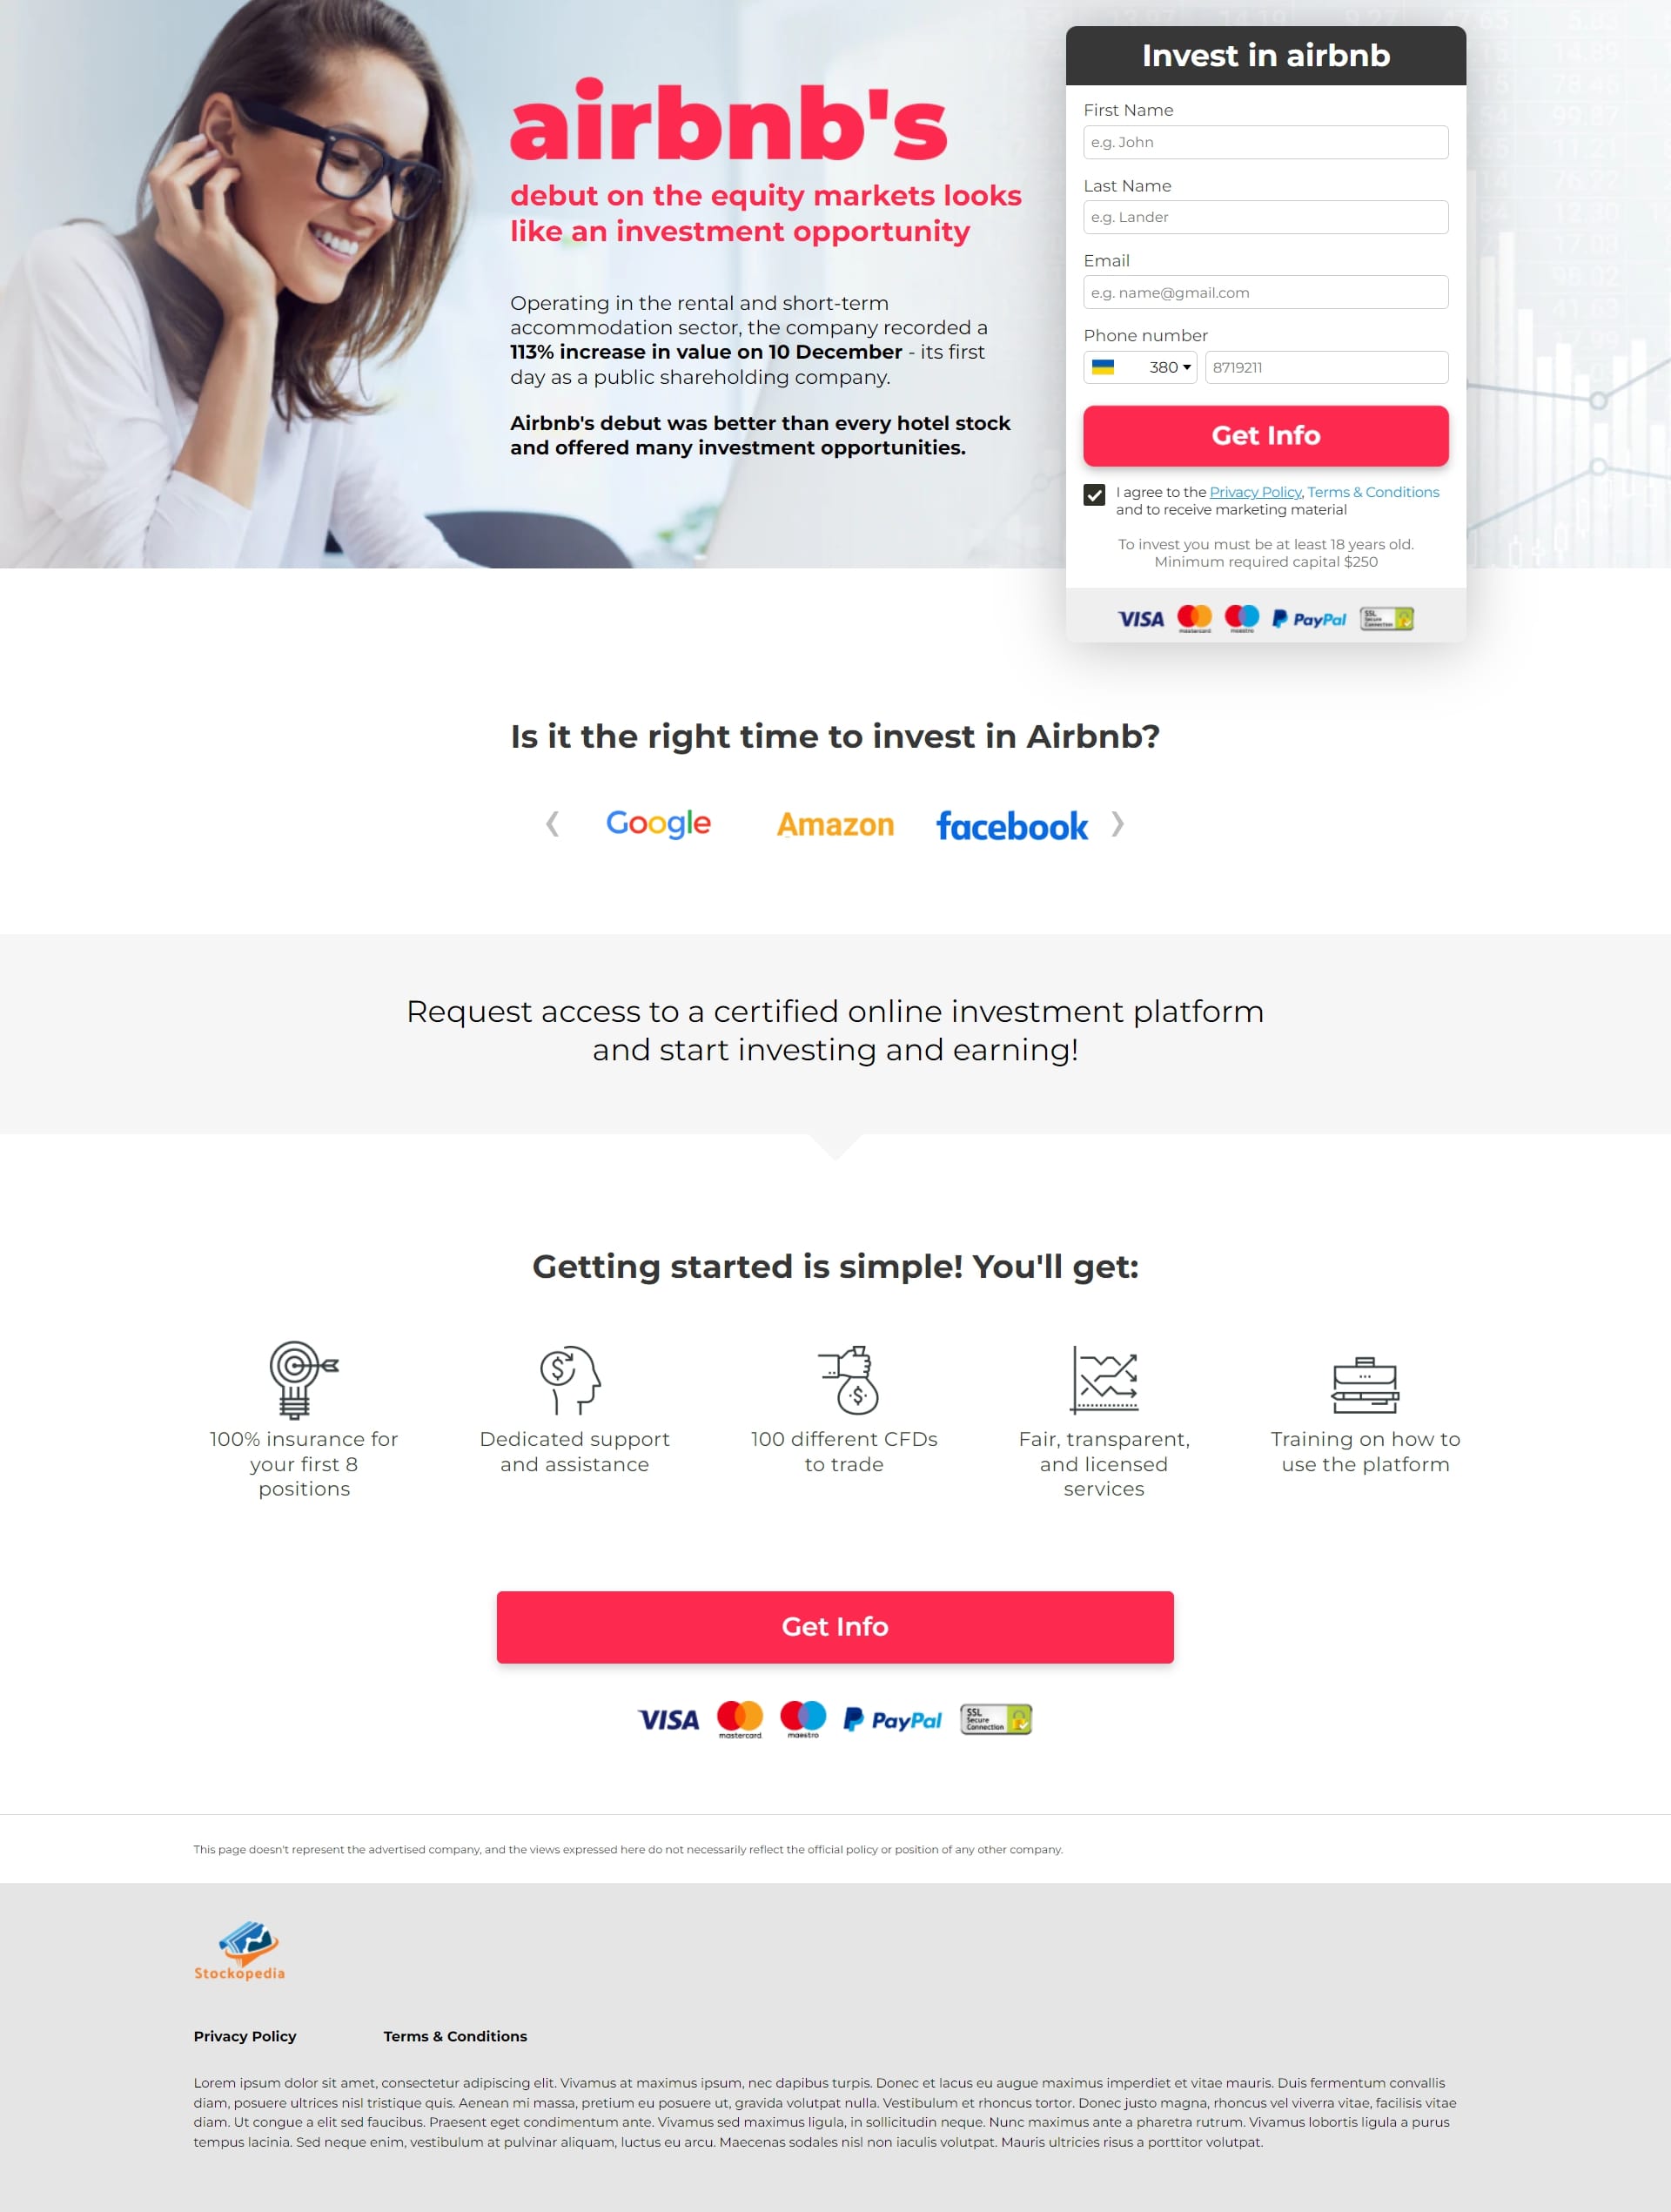 airbnb's
debut on the equity markets looks
like an investment opportunity
Operating in the rental and short-term
accommodation sector, the company recorded a
113% increase in value on 10 December - its first
day as a public shareholding company.
Airbnb's debut was better than every hotel stock
and offered many investment opportunities.
Invest in airbnb
First Name
e.g. John
Last Name
e.g. Lander
Email
e.g. name@gmail.com
Phone number
380
8719211
Get Info
I agree to the Privacy Policy, Terms & Conditions
and to receive marketing material
To invest you must be at least 18 years old.
Minimum required capital $250
VISA mastercard maestro PayPal SSL Secure Connection
Is it the right time to invest in Airbnb?
Google Amazon facebook
Request access to a certified online investment platform
and start investing and earning!
Getting started is simple! You'll get:
100% insurance for
your first 8
positions
Dedicated support
and assistance
100 different CFDs
to trade
Fair, transparent,
and licensed
services
Training on how to
use the platform
Get Info
VISA mastercard maestro PayPal SSL Secure Connection
This page doesn't represent the advertised company, and the views expressed here do not necessarily reflect the official policy or position of any other company.
Stockopedia
Privacy Policy Terms & Conditions
Lorem ipsum dolor sit amet, consectetur adipiscing elit. Vivamus at maximus ipsum, nec dapibus turpis. Donec et lacus eu augue maximus imperdiet et vitae mauris. Duis fermentum convallis
diam, posuere ultrices nisl tristique quis. Aenean mi massa, pretium eu posuere ut, gravida volutpat nulla. Vestibulum et rhoncus tortor. Donec justo magna, rhoncus vel viverra vitae, facilisis vitae
diam. Ut congue a elit sed faucibus. Praesent eget condimentum ante. Vivamus sed maximus ligula, in sollicitudin neque. Nunc maximus ante a pharetra rutrum. Vivamus lobortis ligula a purus
tempus lacinia. Sed neque enim, vestibulum at pulvinar aliquam, luctus eu arcu. Maecenas sodales nisl non iaculis volutpat. Mauris ultricies risus a porttitor volutpat.